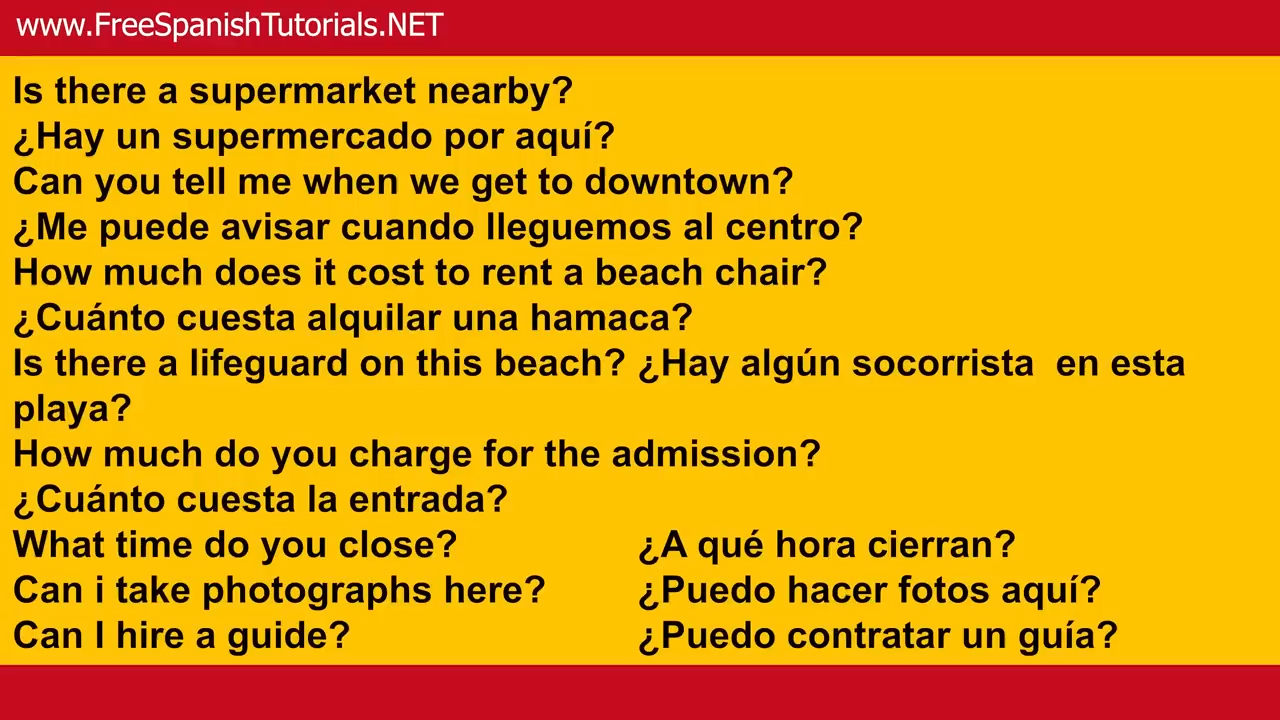 www.FreeSpanishTutorials.NET
Is there a supermarket nearby?
¿Hay un supermercado por aquí?
Can you tell me when we get to downtown?
¿Me puede avisar cuando lleguemos al centro?
How much does it cost to rent a beach chair?
¿Cuánto cuesta alquilar una hamaca?
Is there a lifeguard on this beach? ¿Hay algún socorrista  en esta
playa?
How much do you charge for the admission?
¿Cuánto cuesta la entrada?
What time do you close? ¿A qué hora cierran?
Can i take photographs here? ¿Puedo hacer fotos aquí?
Can I hire a guide? ¿Puedo contratar un guía?